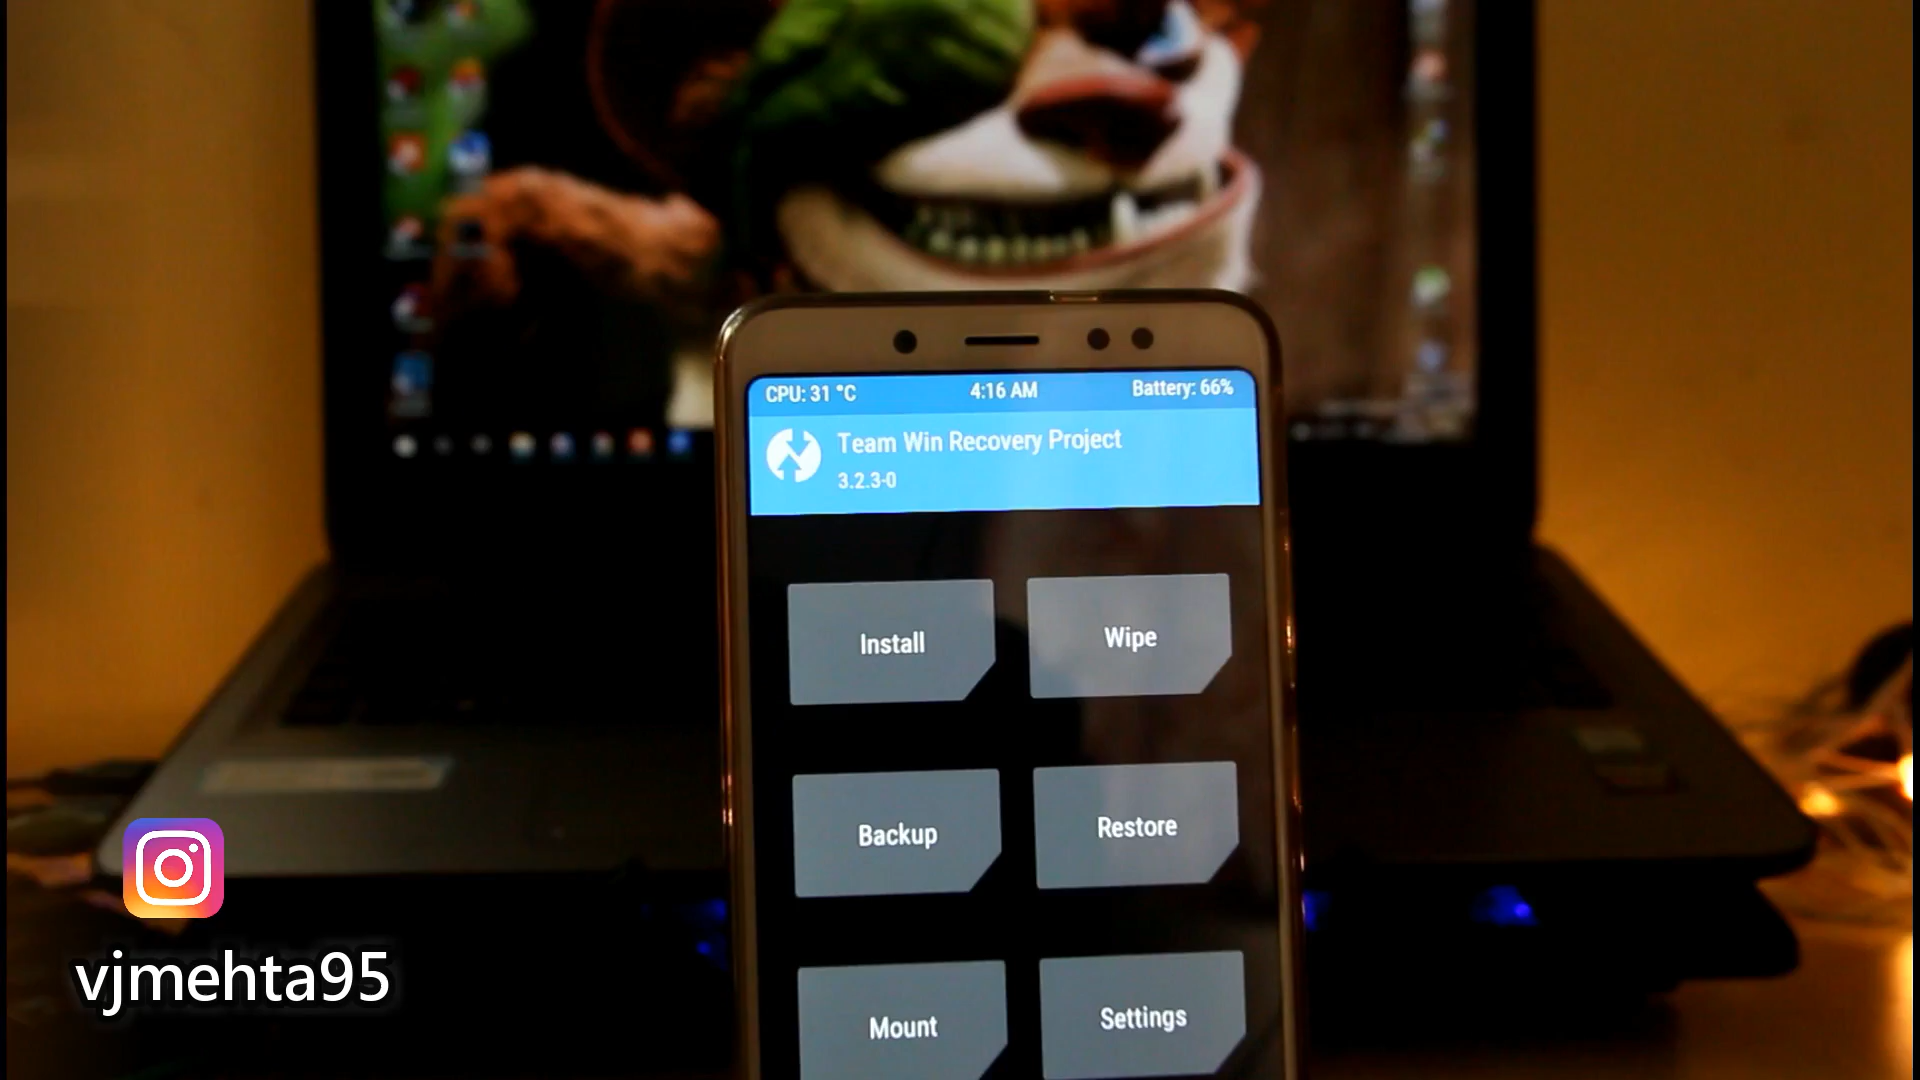 CPU: 31 °C 4:16 AM Battery: 66%
Team Win Recovery Project
3.2.3-0
Install Wipe
Backup Restore
Mount Settings
vjmehta95